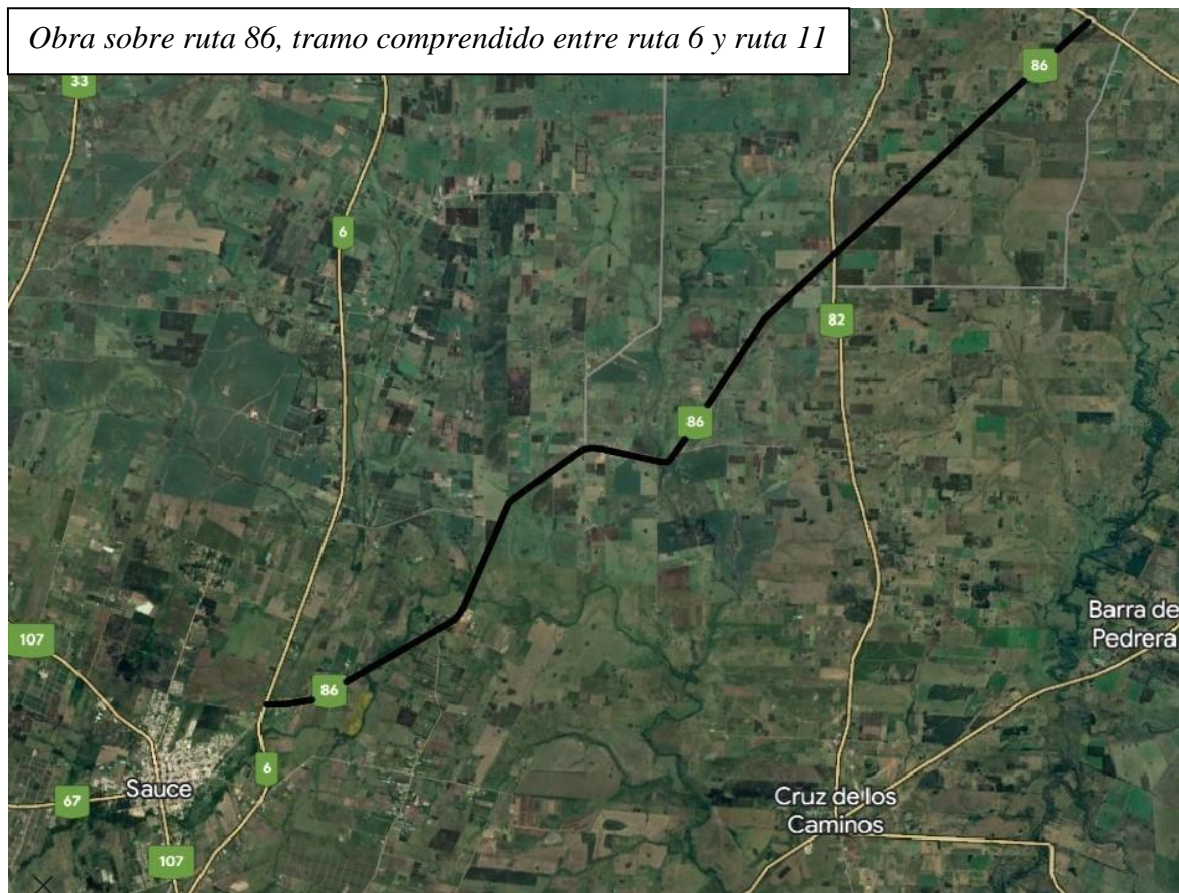 Obra sobre ruta 86, tramo comprendido entre ruta 6 y ruta 11
33
86
6
82
86
107
Barra de
Pedrera
86
6
Sauce
67
Cruz de los
Caminos
107